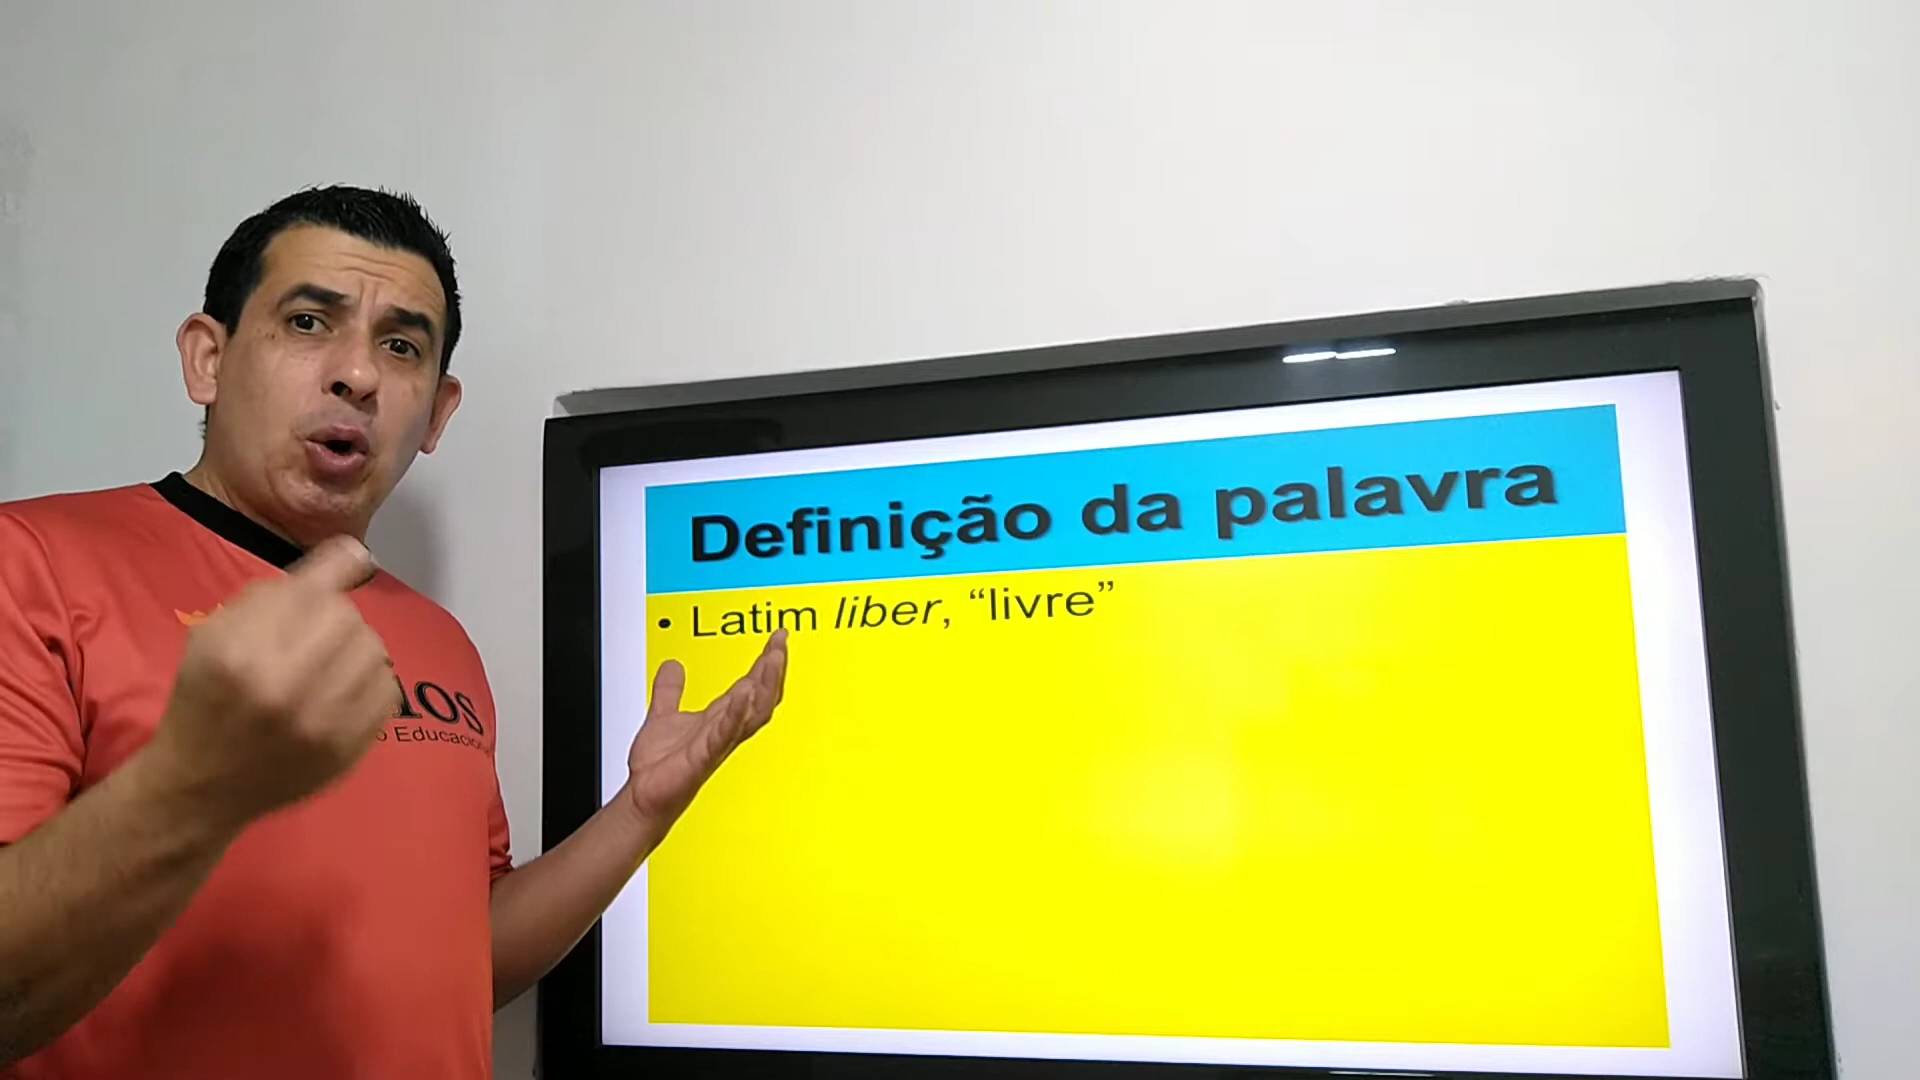 Definição da palavra
• Latim liber, “livre”